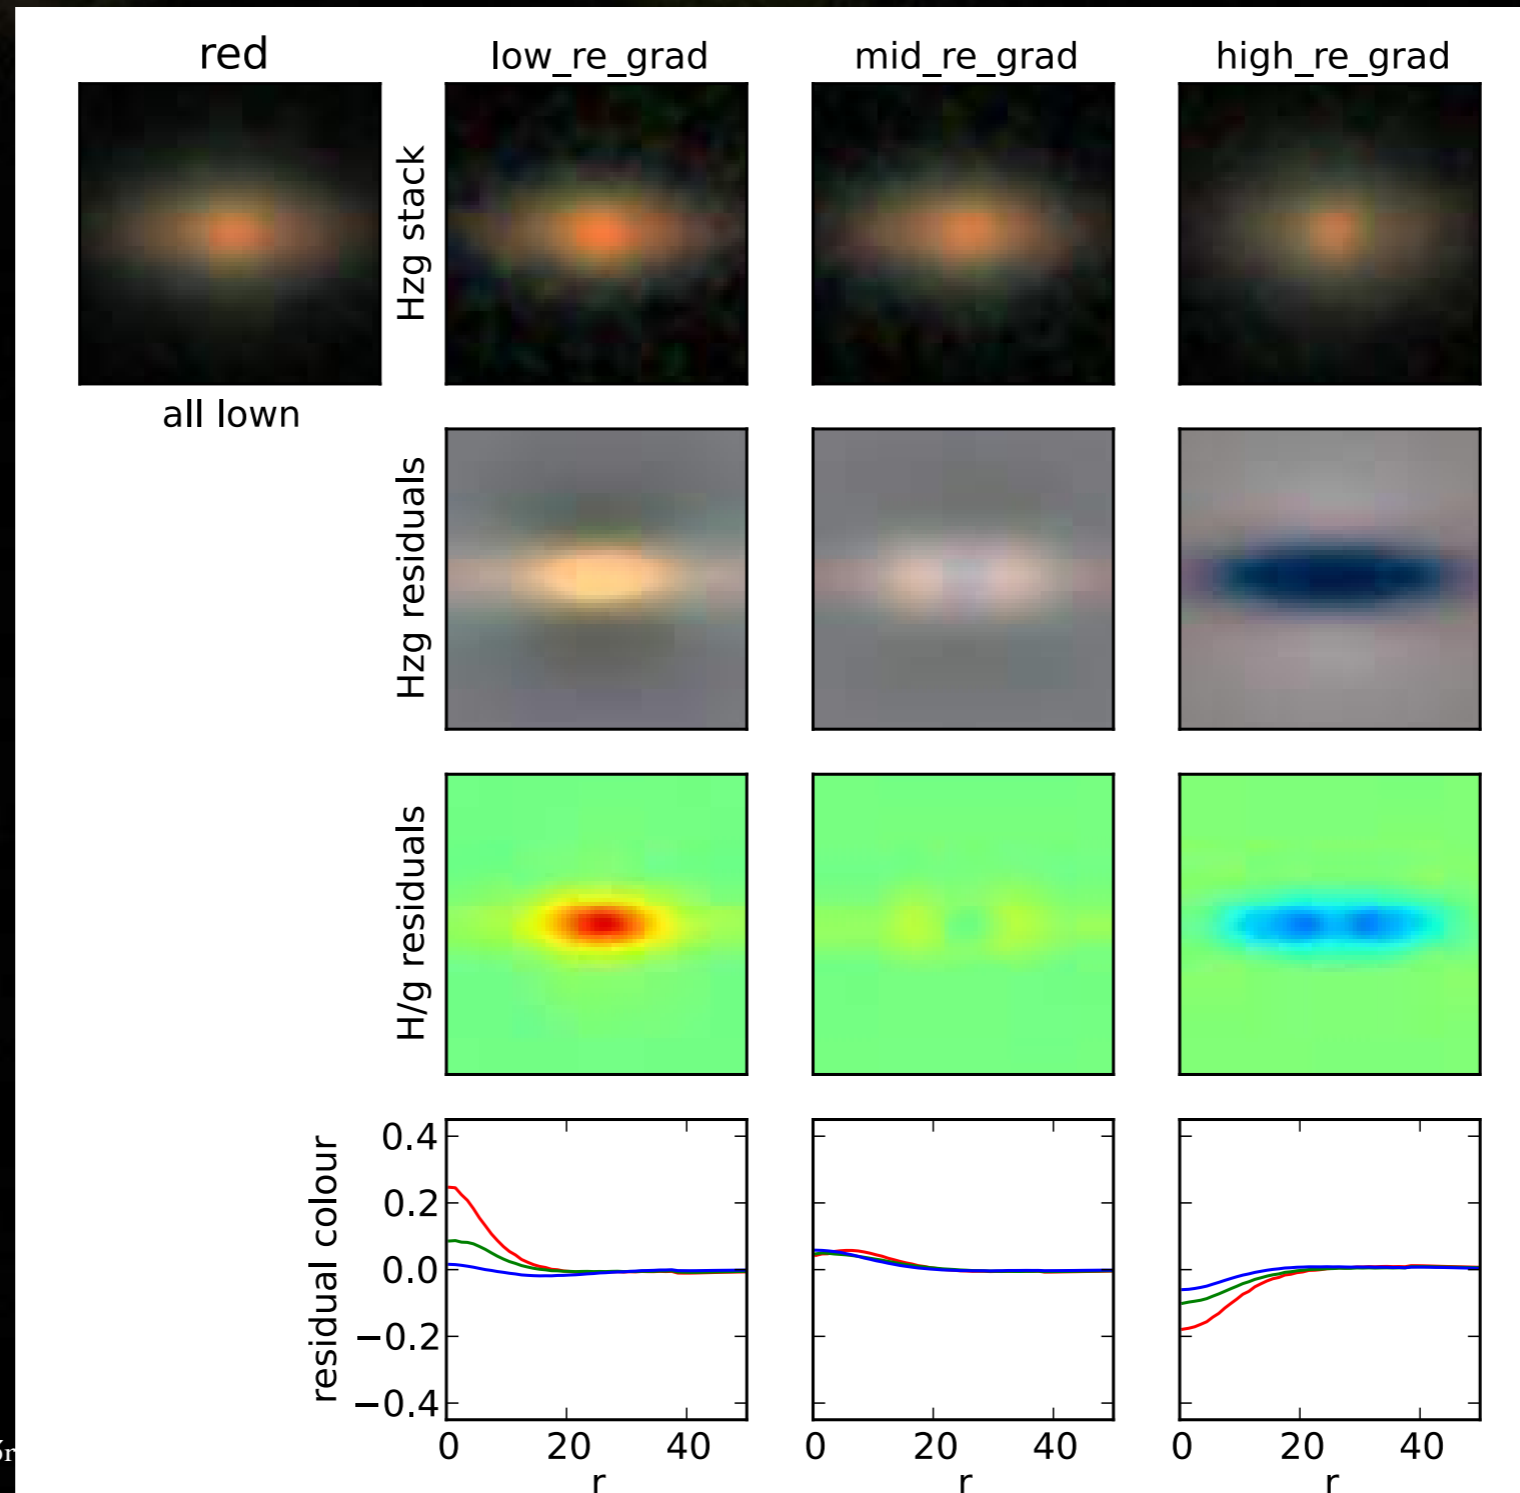 red
low_re_grad
mid_re_grad
high_re_grad
Hzg stack
all lown
Hzg residuals
H/g residuals
residual colour
0.4
0.2
0.0
−0.2
−0.4
0 20 40
0 20 40
0 20 40
r
r
r